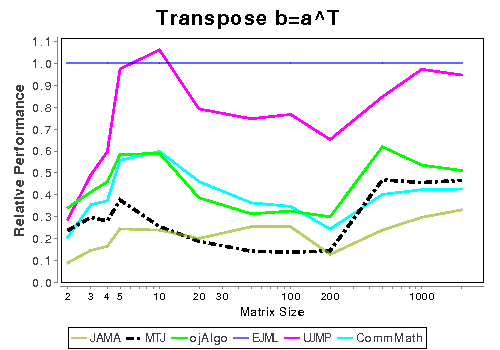 Transpose b=a^T
Relative Performance
1.1
1.0
0.9
0.8
0.7
0.6
0.5
0.4
0.3
0.2
0.1
0.0
2 3 4 5 10 20 30 100 200 1000
Matrix Size
JAMA MTJ ojAlgo EJML UJMP CommMath